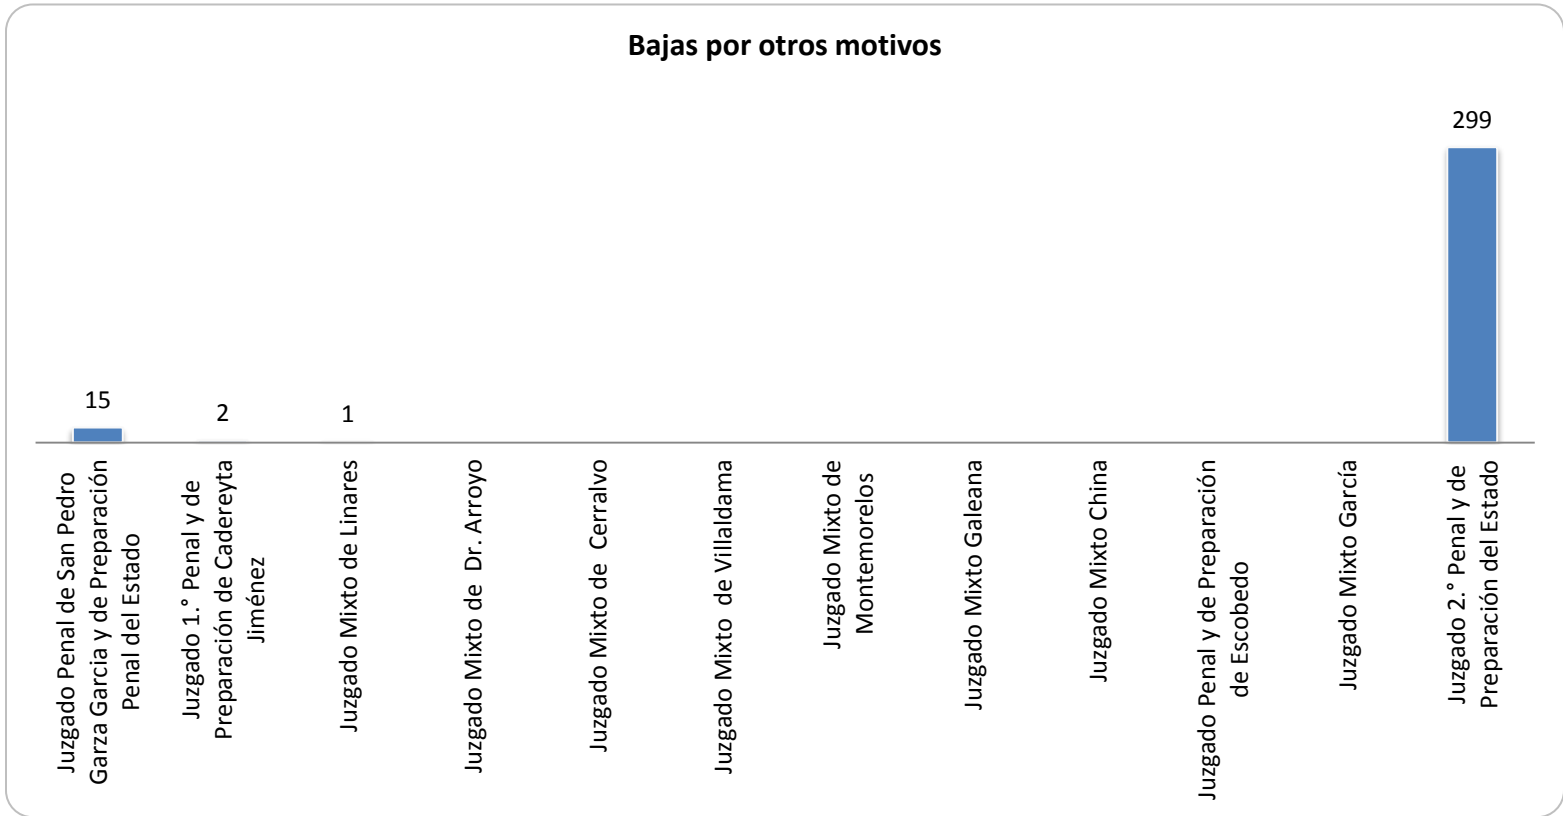 Bajas por otros motivos
299
15
2
1
Juzgado Penal de San Pedro
Garza Garcia y de Preparación
Penal del Estado
Juzgado 1.° Penal y de
Preparación de Cadereyta
Jiménez
Juzgado Mixto de Linares
Juzgado Mixto de  Dr. Arroyo
Juzgado Mixto de  Cerralvo
Juzgado Mixto  de Villaldama
Juzgado Mixto de
Montemorelos
Juzgado Mixto Galeana
Juzgado Mixto China
Juzgado Penal y de Preparación
de Escobedo
Juzgado Mixto García
Juzgado 2.° Penal y de
Preparación del Estado